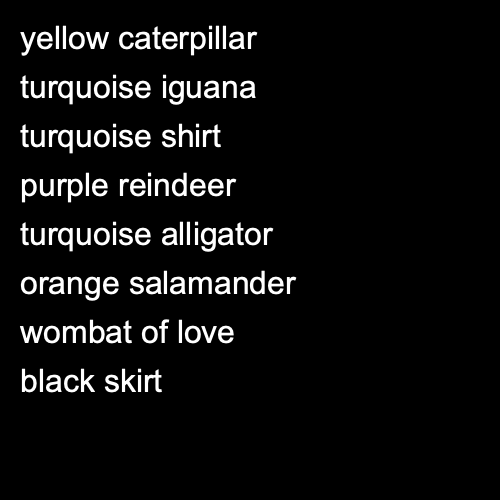 yellow caterpillar
turquoise iguana
turquoise shirt
purple reindeer
turquoise alligator
orange salamander
wombat of love
black skirt